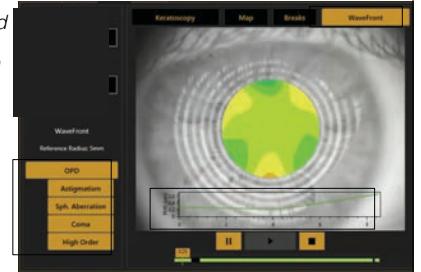 d
Keratoscopy Map Breaks WaveFront
WaveFront
Reference Radius: 5mm
OPD
Astigmatism
Sph. Aberration
Coma
High Order